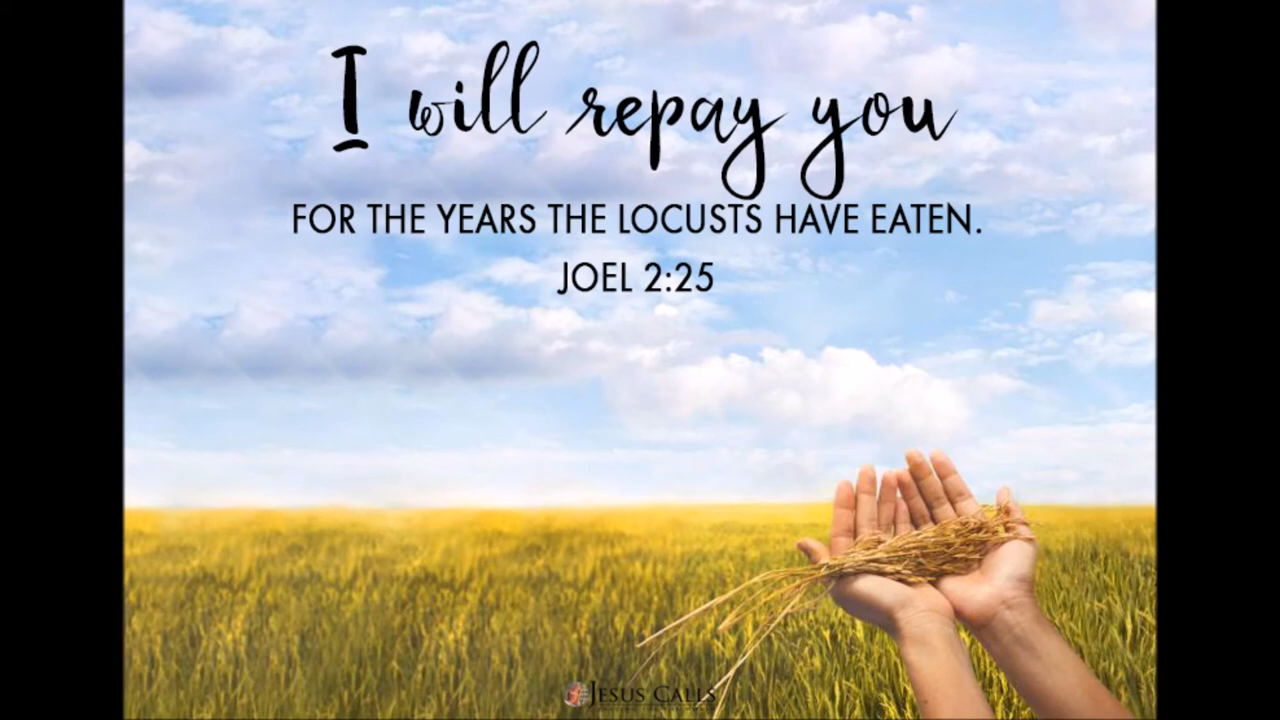 I will repay you
FOR THE YEARS THE LOCUSTS HAVE EATEN.
JOEL 2:25
JESUS CALLS